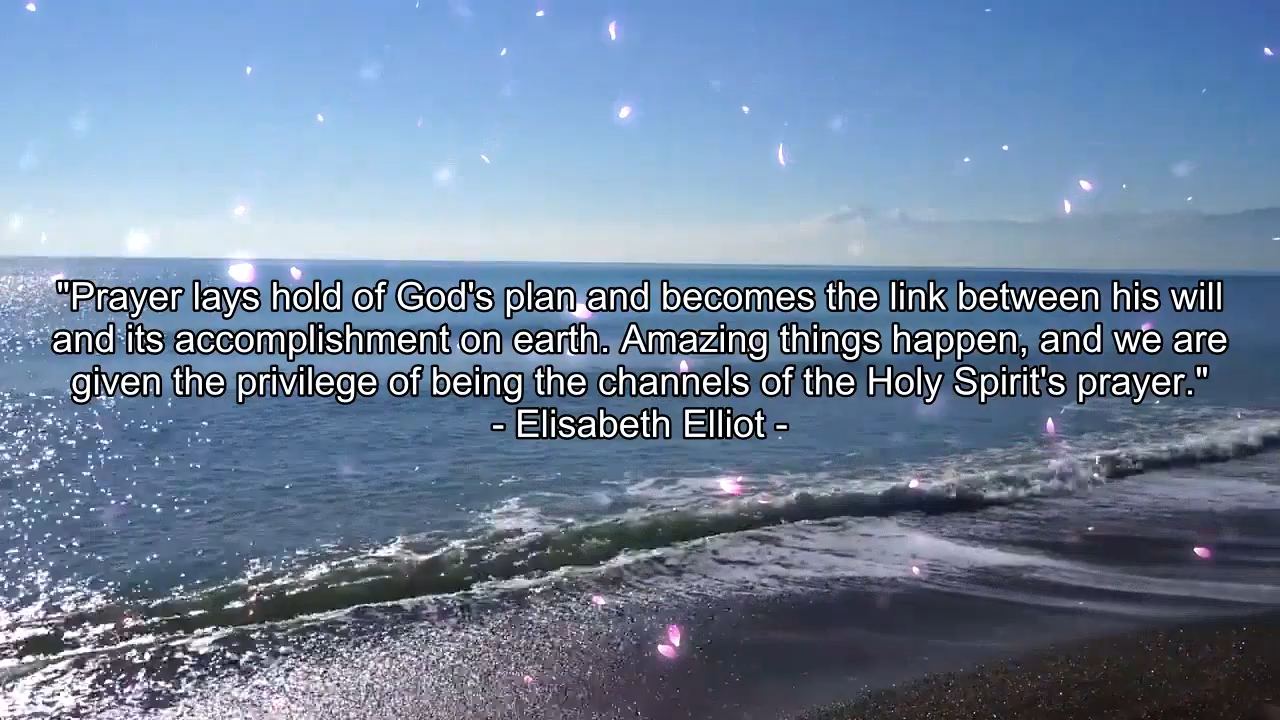 "Prayer lays hold of God's plan and becomes the link between his will
and its accomplishment on earth. Amazing things happen, and we are
given the privilege of being the channels of the Holy Spirit's prayer."
- Elisabeth Elliot -